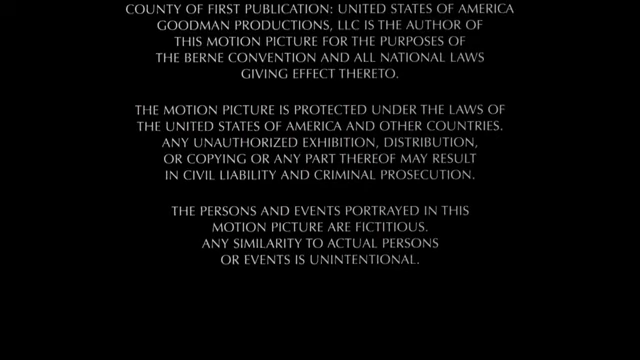 COUNTY OF FIRST PUBLICATION: UNITED STATES OF AMERICA
GOODMAN PRODUCTIONS, LLC IS THE AUTHOR OF
THIS MOTION PICTURE FOR THE PURPOSES OF
THE BERNE CONVENTION AND ALL NATIONAL LAWS
GIVING EFFECT THERETO.
THE MOTION PICTURE IS PROTECTED UNDER THE LAWS OF
THE UNITED STATES OF AMERICA AND OTHER COUNTRIES.
ANY UNAUTHORIZED EXHIBITION, DISTRIBUTION,
OR COPYING OR ANY PART THEREOF MAY RESULT
IN CIVIL LIABILITY AND CRIMINAL PROSECUTION.
THE PERSONS AND EVENTS PORTRAYED IN THIS
MOTION PICTURE ARE FICTITIOUS.
ANY SIMILARITY TO ACTUAL PERSONS
OR EVENTS IS UNINTENTIONAL.